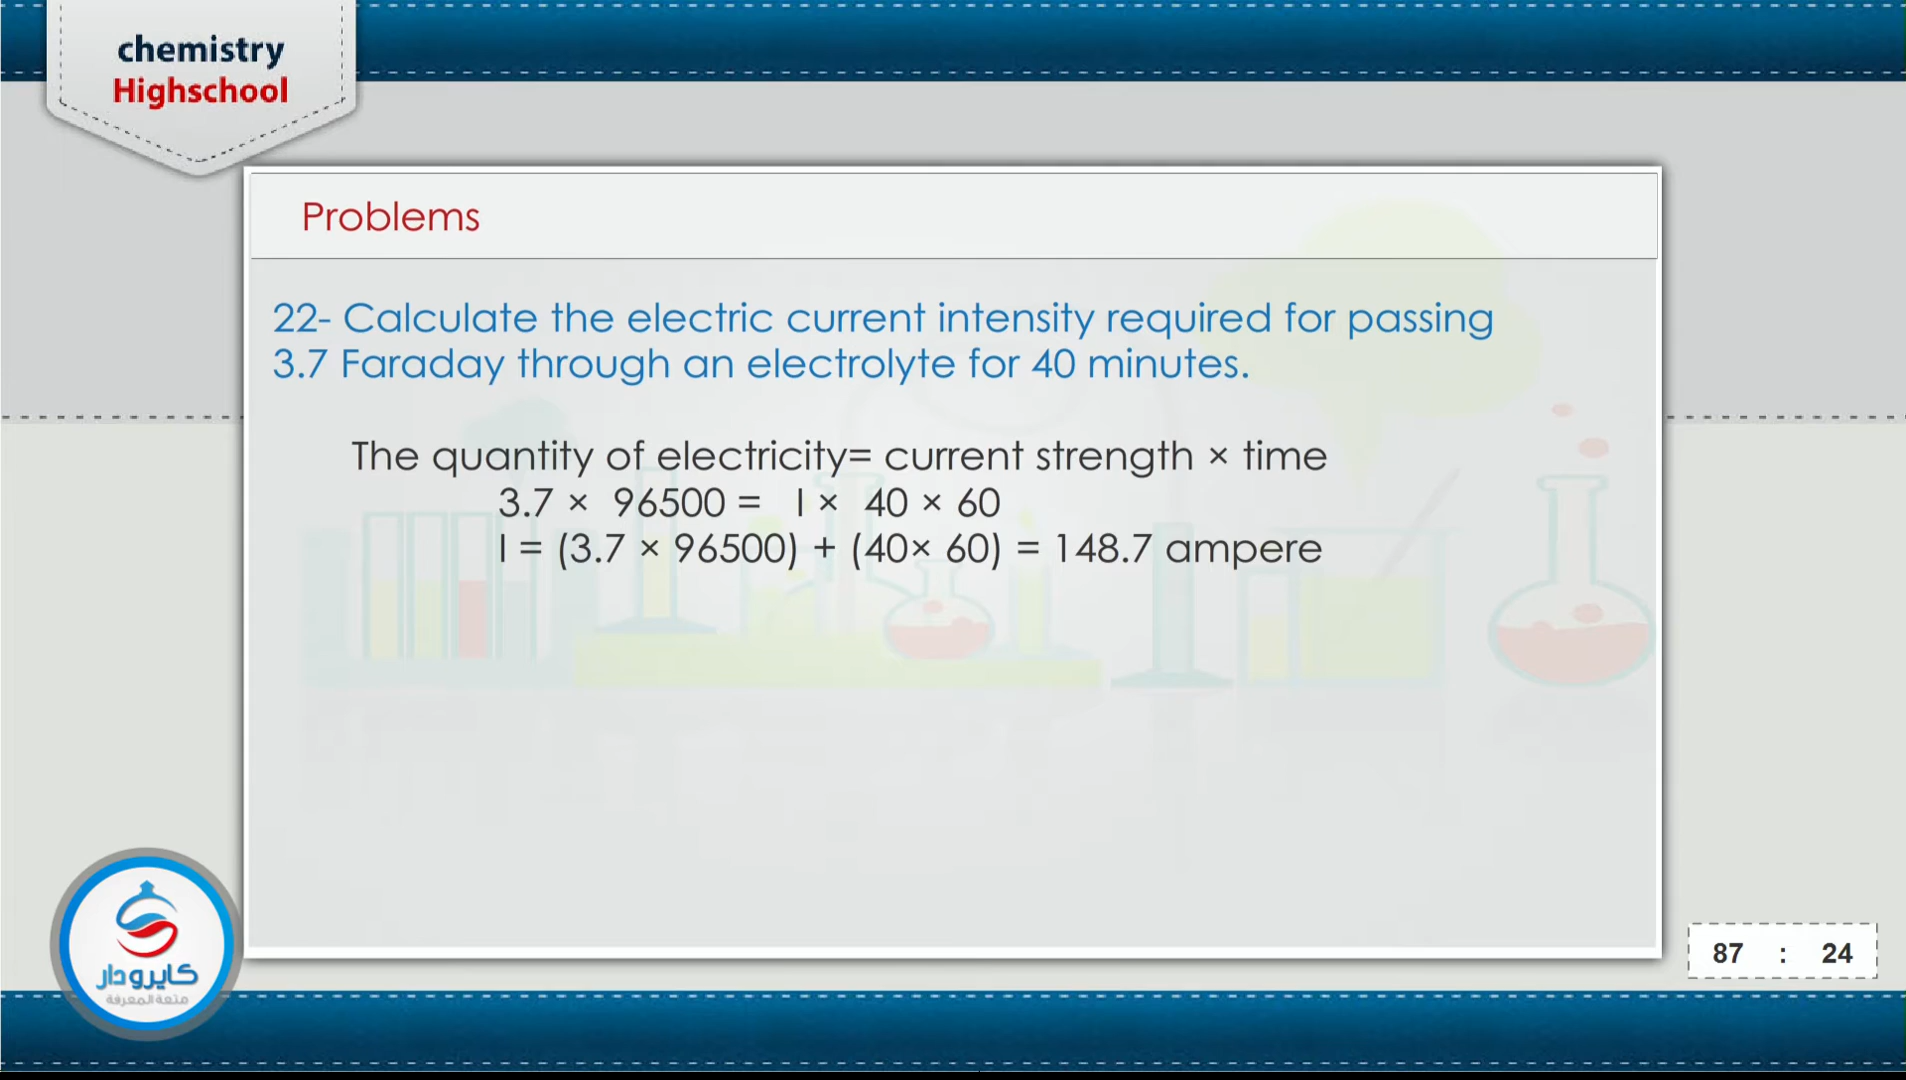 chemistry
Highschool
Problems
22- Calculate the electric current intensity required for passing
3.7 Faraday through an electrolyte for 40 minutes.
The quantity of electricity= current strength × time
3.7 × 96500 = I × 40 × 60
I = (3.7 × 96500) + (40× 60) = 148.7 ampere
كايرودار
متعة المعرفة
87 : 24